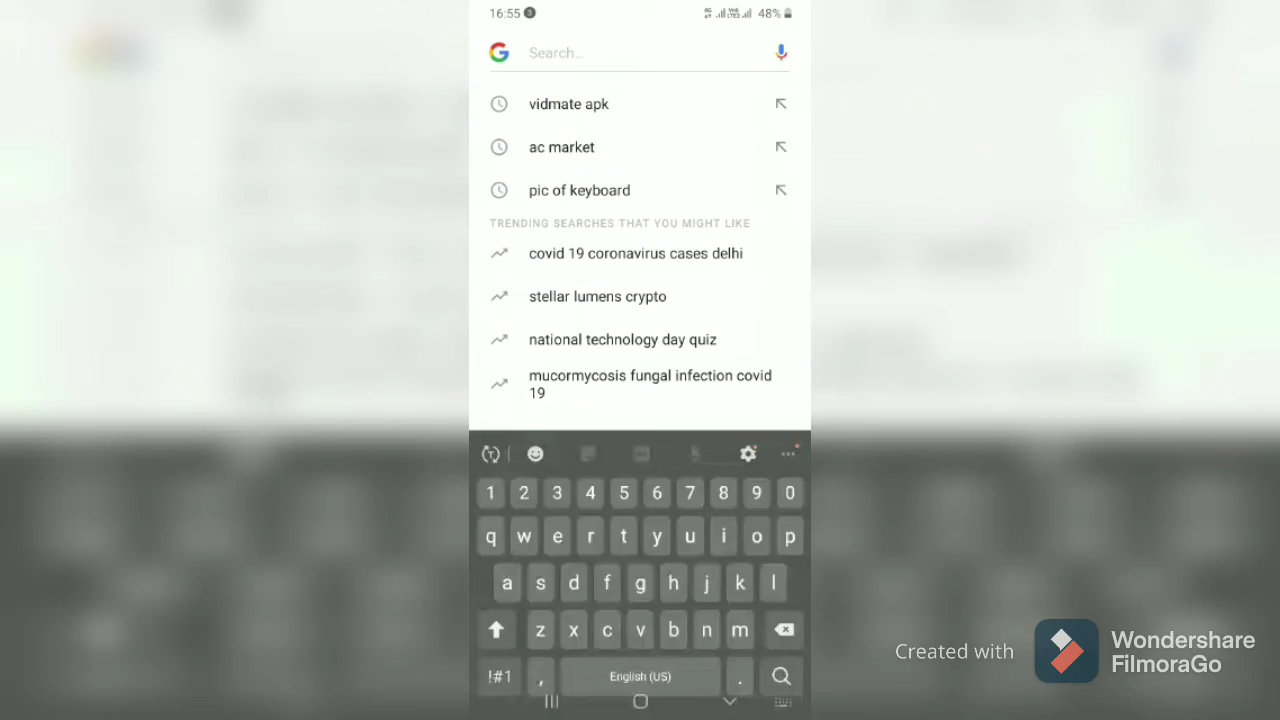 16:55 3 48%
Search...
vidmate apk
ac market
pic of keyboard
TRENDING SEARCHES THAT YOU MIGHT LIKE
covid 19 coronavirus cases delhi
stellar lumens crypto
national technology day quiz
mucormycosis fungal infection covid
19
1 2 3 4 5 6 7 8 9 0
q w e r t y u i o p
a s d f g h j k l
z x c v b n m
!#1 , English (US) .
Created with Wondershare
FilmoraGo